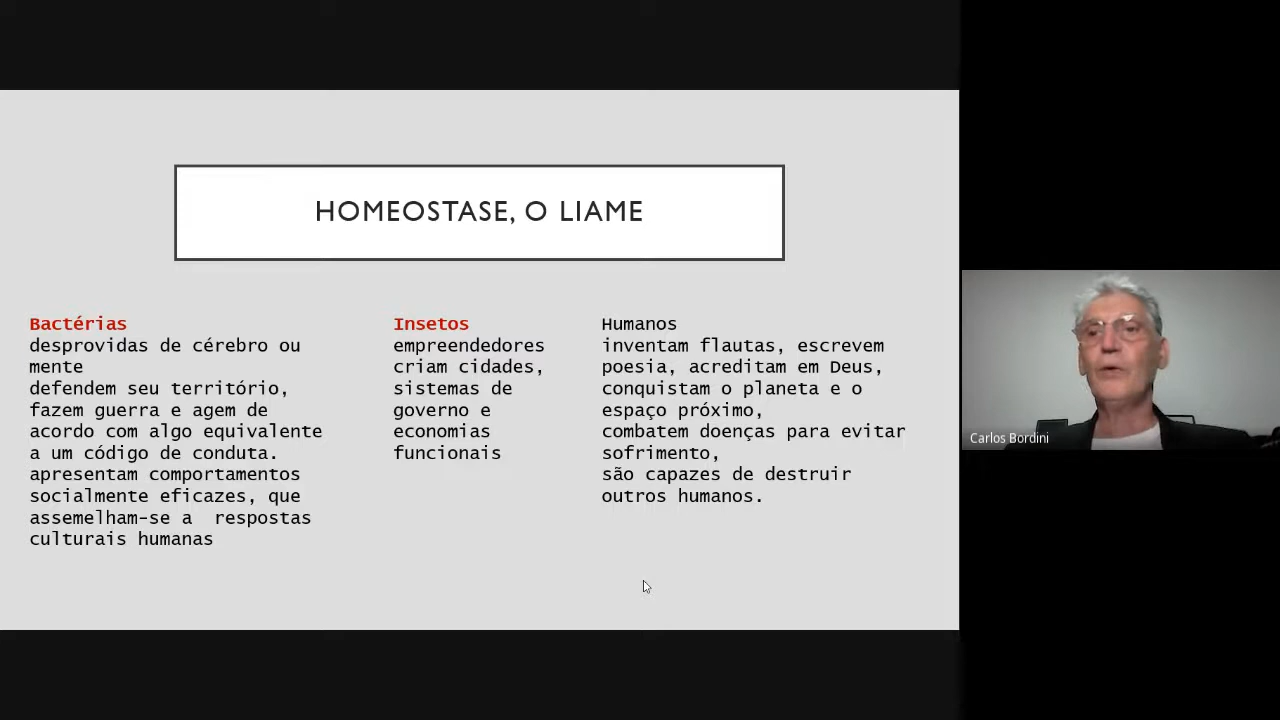 HOMEOSTASE, O LIAME
Bactérias
desprovidas de cérebro ou
mente
defendem seu território,
fazem guerra e agem de
acordo com algo equivalente
a um código de conduta.
apresentam comportamentos
socialmente eficazes, que
assemelham-se a  respostas
culturais humanas
Insetos
empreendedores
criam cidades,
sistemas de
governo e
economias
funcionais
Humanos
inventam flautas, escrevem
poesia, acreditam em Deus,
conquistam o planeta e o
espaço próximo,
combatem doenças para evitar
sofrimento,
são capazes de destruir
outros humanos.
Carlos Bordini